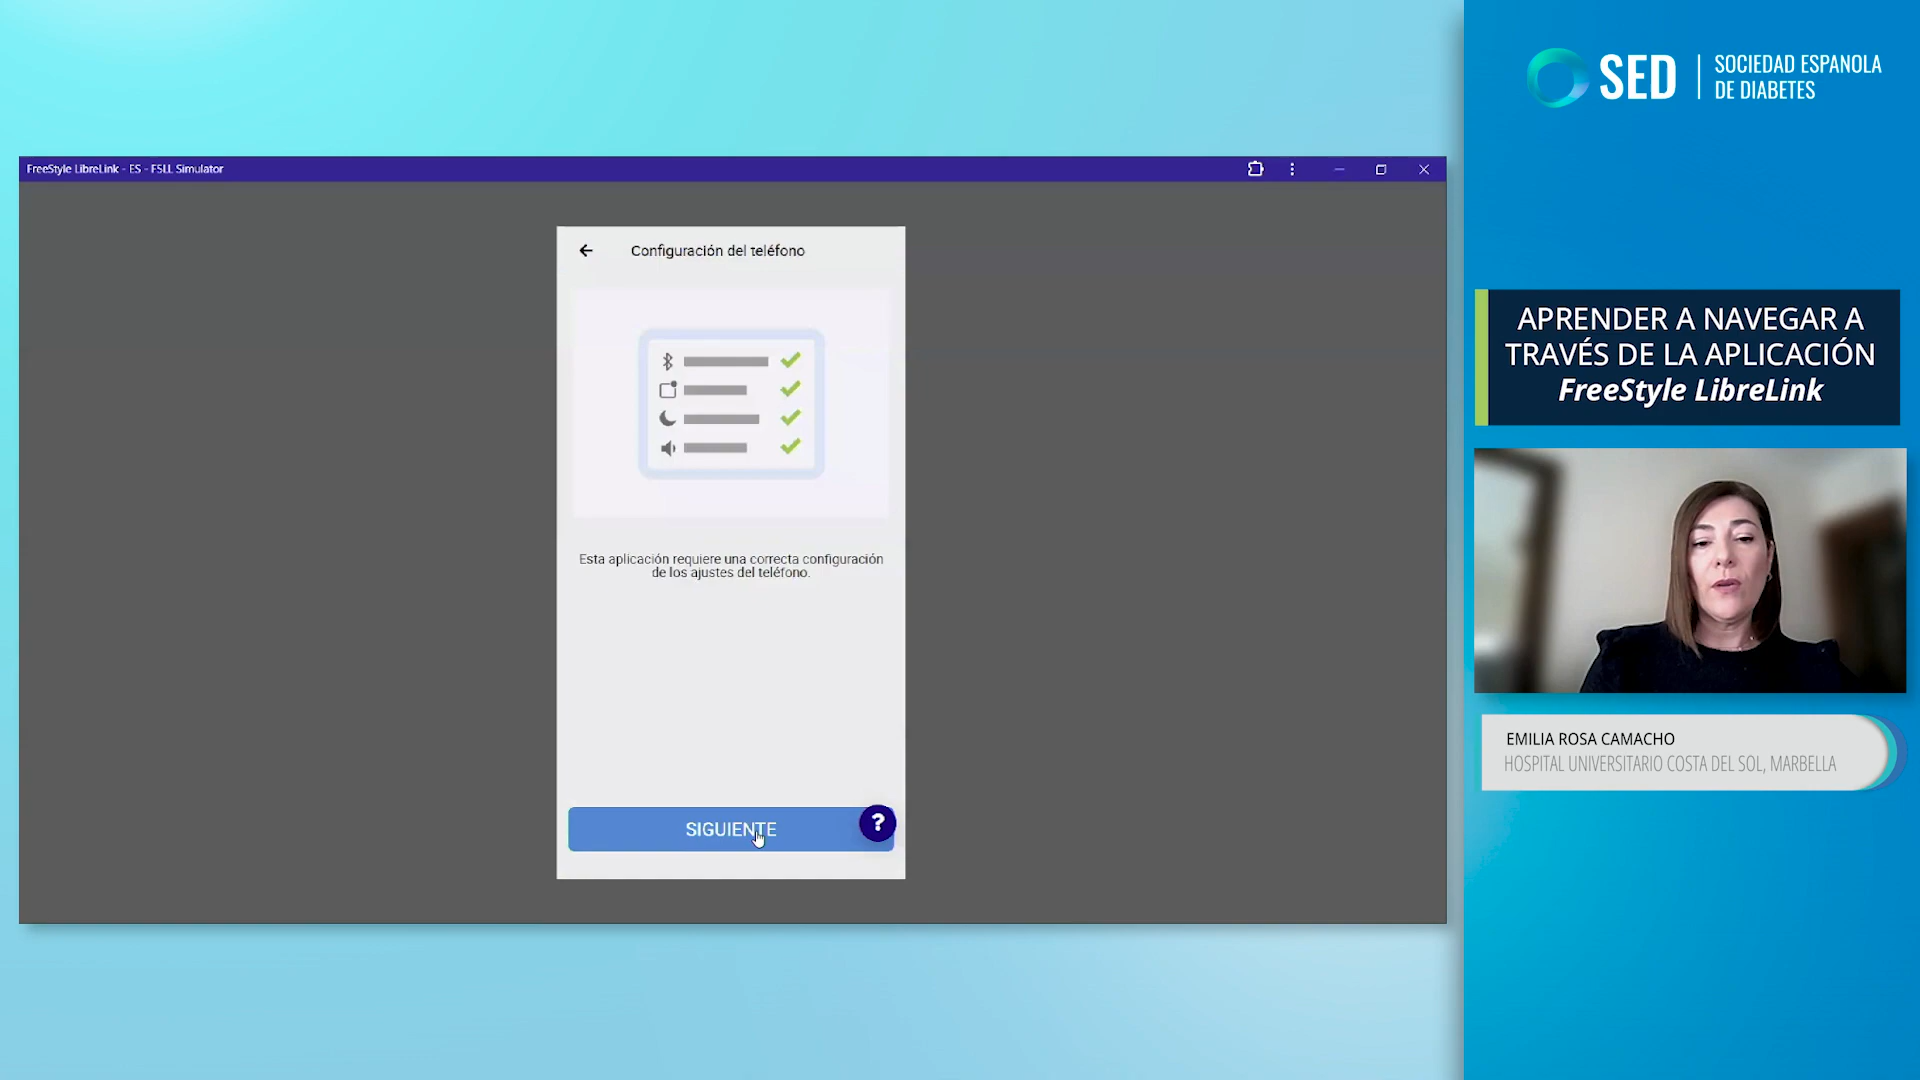 FreeStyle LibreLink - ES - FSLL Simulator
Configuración del teléfono
Esta aplicación requiere una correcta configuración
de los ajustes del teléfono.
SIGUIENTE
?
SED
SOCIEDAD ESPAÑOLA
DE DIABETES
APRENDER A NAVEGAR A
TRAVÉS DE LA APLICACIÓN
FreeStyle LibreLink
EMILIA ROSA CAMACHO
HOSPITAL UNIVERSITARIO COSTA DEL SOL, MARBELLA